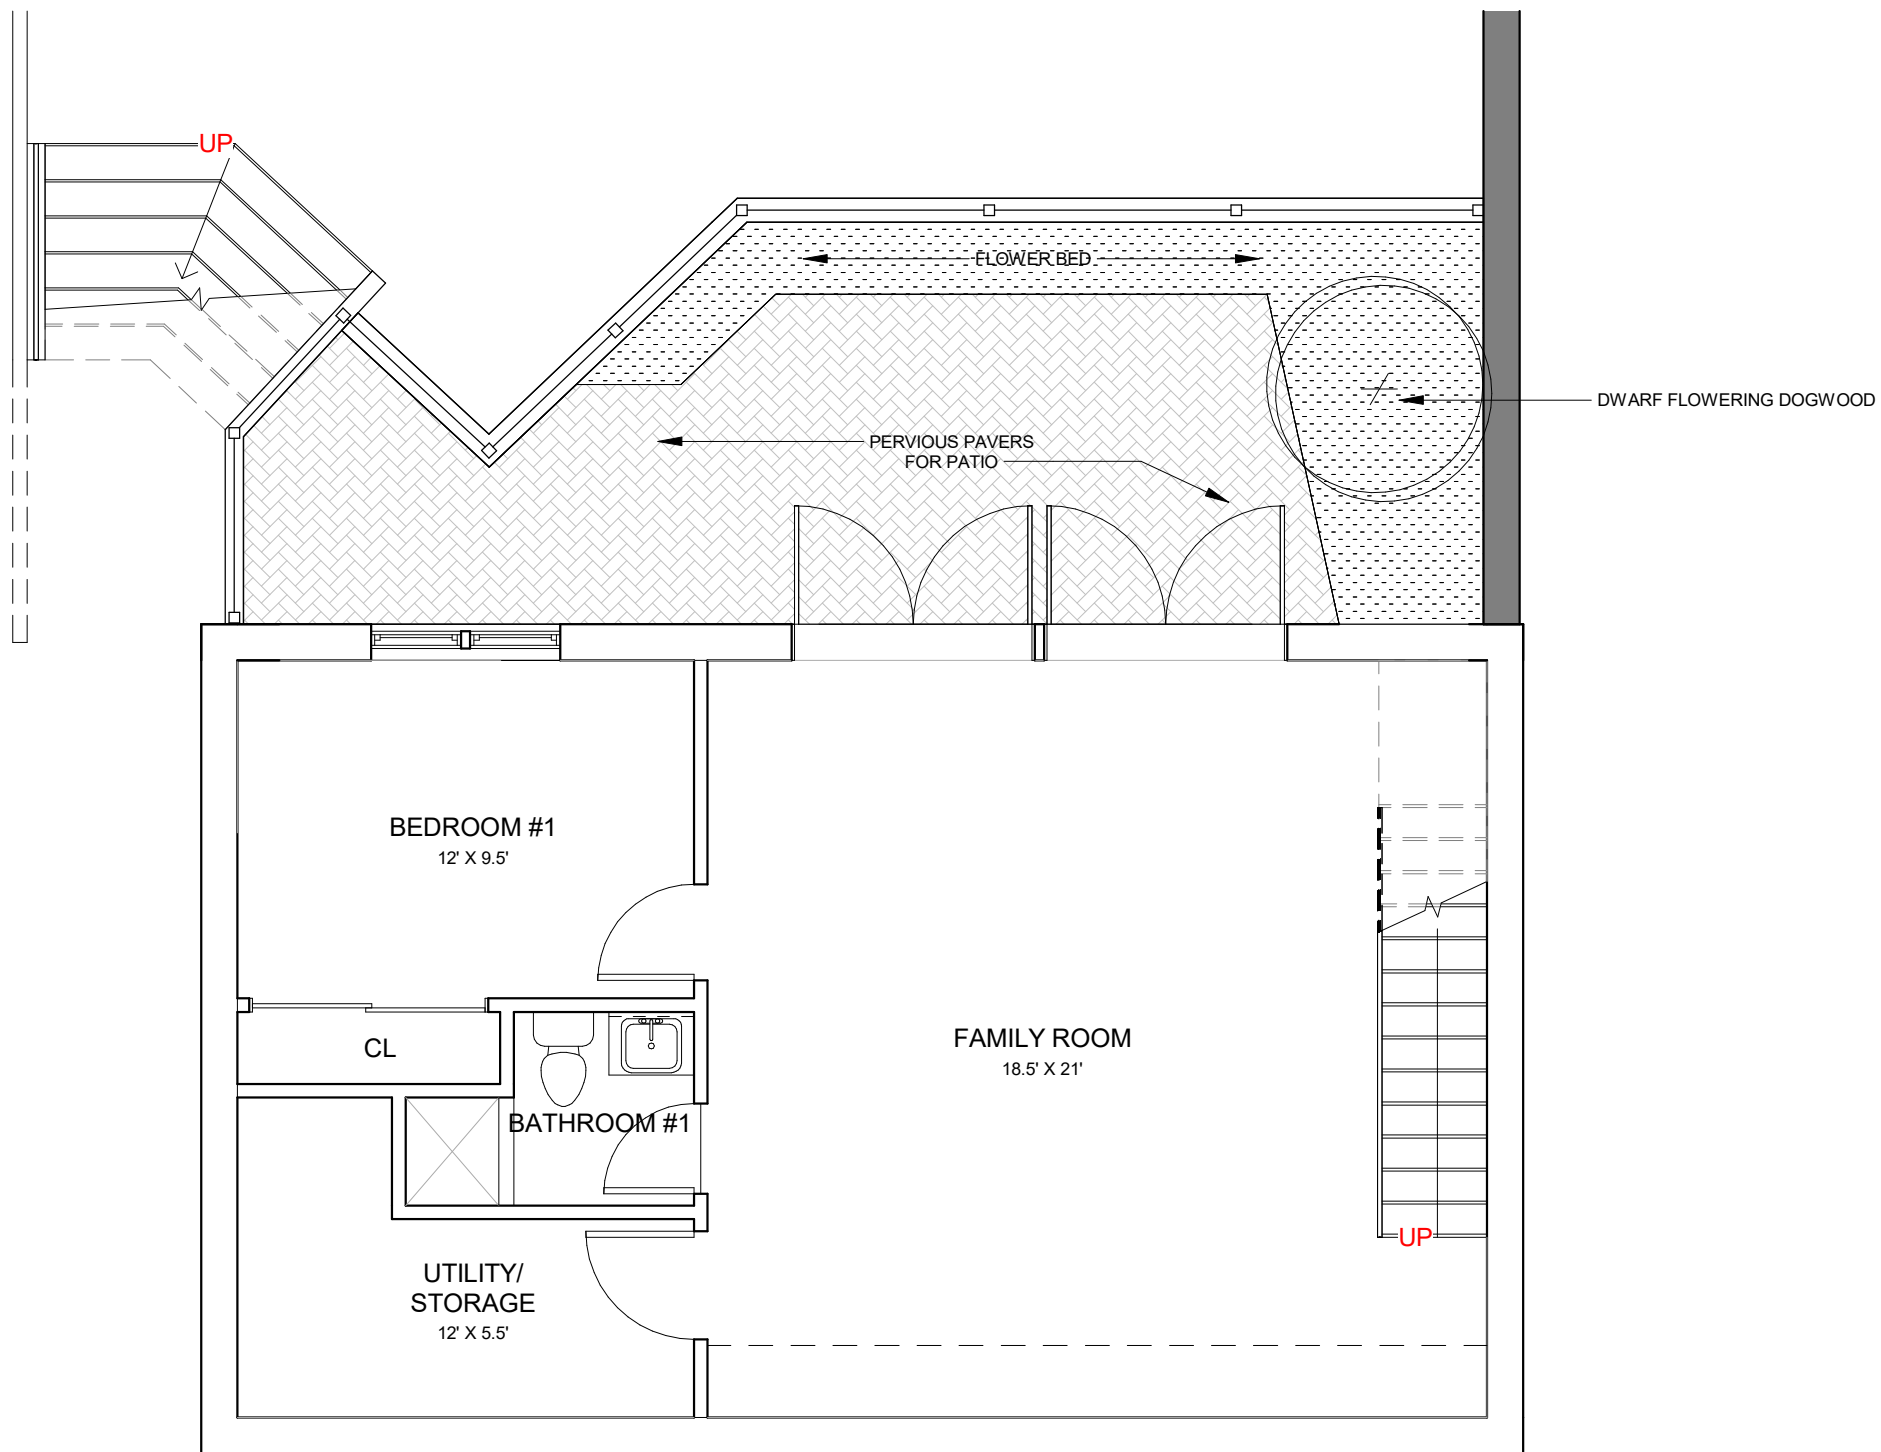 UP
FLOWER BED
DWARF FLOWERING DOGWOOD
PERVIOUS PAVERS
FOR PATIO
BEDROOM #1
12' X 9.5'
CL
FAMILY ROOM
18.5' X 21'
BATHROOM #1
UP
UTILITY/
STORAGE
12' X 5.5'